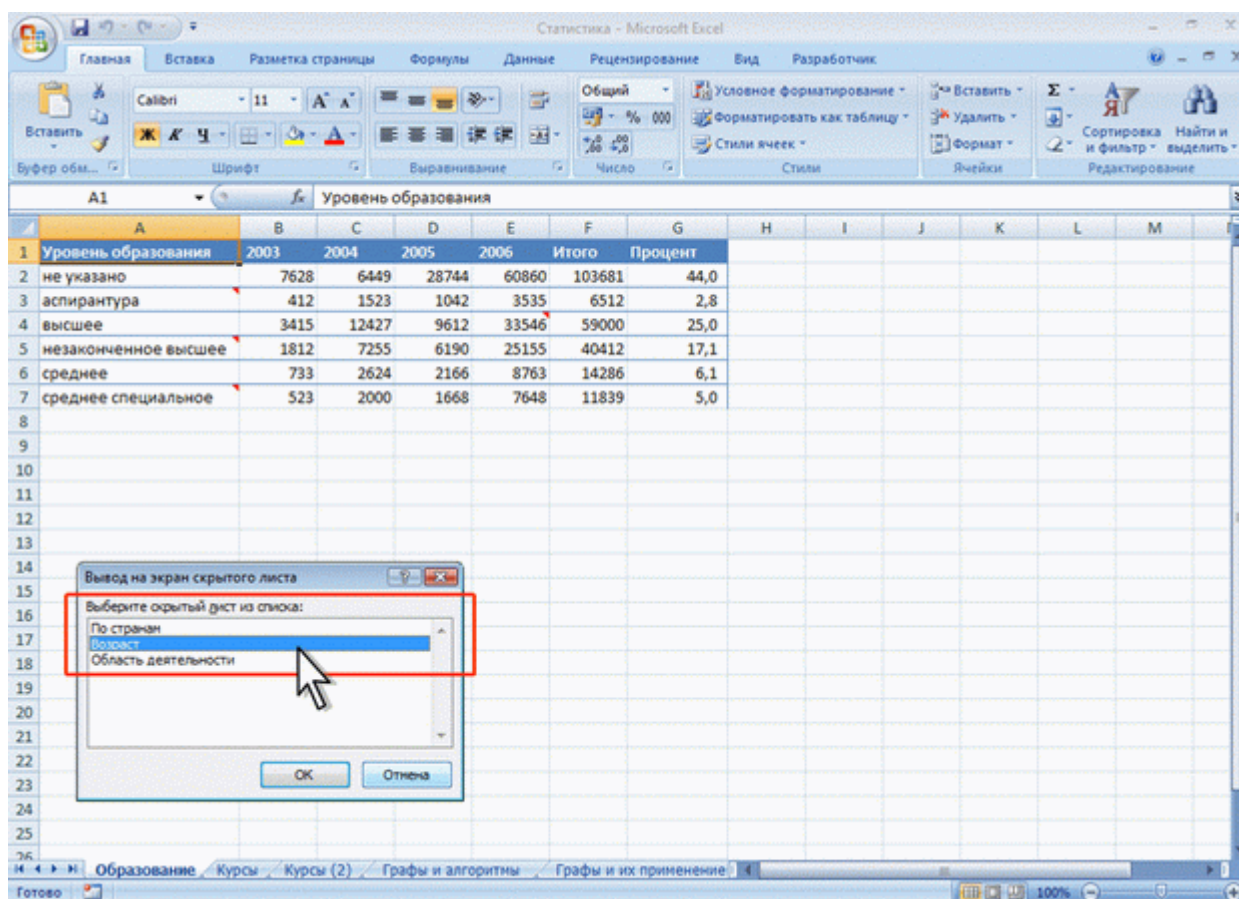 Статистика - Microsoft Excel
Главная Вставка Разметка страницы Формулы Данные Рецензирование Вид Разработчик
Calibri 11 Общий Условное форматирование Вставить Σ
Вставить Ж К Ч А % 000 Форматировать как таблицу Удалить Сортировка и фильтр Найти и выделить
Стили ячеек Формат
Буфер обм... Шрифт Выравнивание Число Стили Ячейки Редактирование
A1 fx Уровень образования
A B C D E F G H I J K L M
1 Уровень образования 2003 2004 2005 2006 Итого Процент
2 не указано 7628 6449 28744 60860 103681 44,0
3 аспирантура 412 1523 1042 3535 6512 2,8
4 высшее 3415 12427 9612 33546 59000 25,0
5 незаконченное высшее 1812 7255 6190 25155 40412 17,1
6 среднее 733 2624 2166 8763 14286 6,1
7 среднее специальное 523 2000 1668 7648 11839 5,0
8
9
10
11
12
13
14
Вывод на экран скрытого листа
15
Выберите скрытый лист из списка:
16
По странам
17
Возраст
18
Область деятельности
19
20
21
22
OK Отмена
23
24
25
26
Образование Курсы Курсы (2) Графы и алгоритмы Графы и их применение
Готово 100%